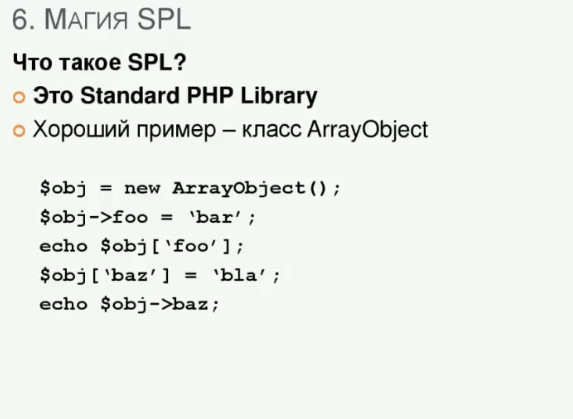 6. Магия SPL
Что такое SPL?
Это Standard PHP Library
Хороший пример – класс ArrayObject
$obj = new ArrayObject();
$obj->foo = ‘bar’;
echo $obj[‘foo’];
$obj[‘baz’] = ‘bla’;
echo $obj->baz;